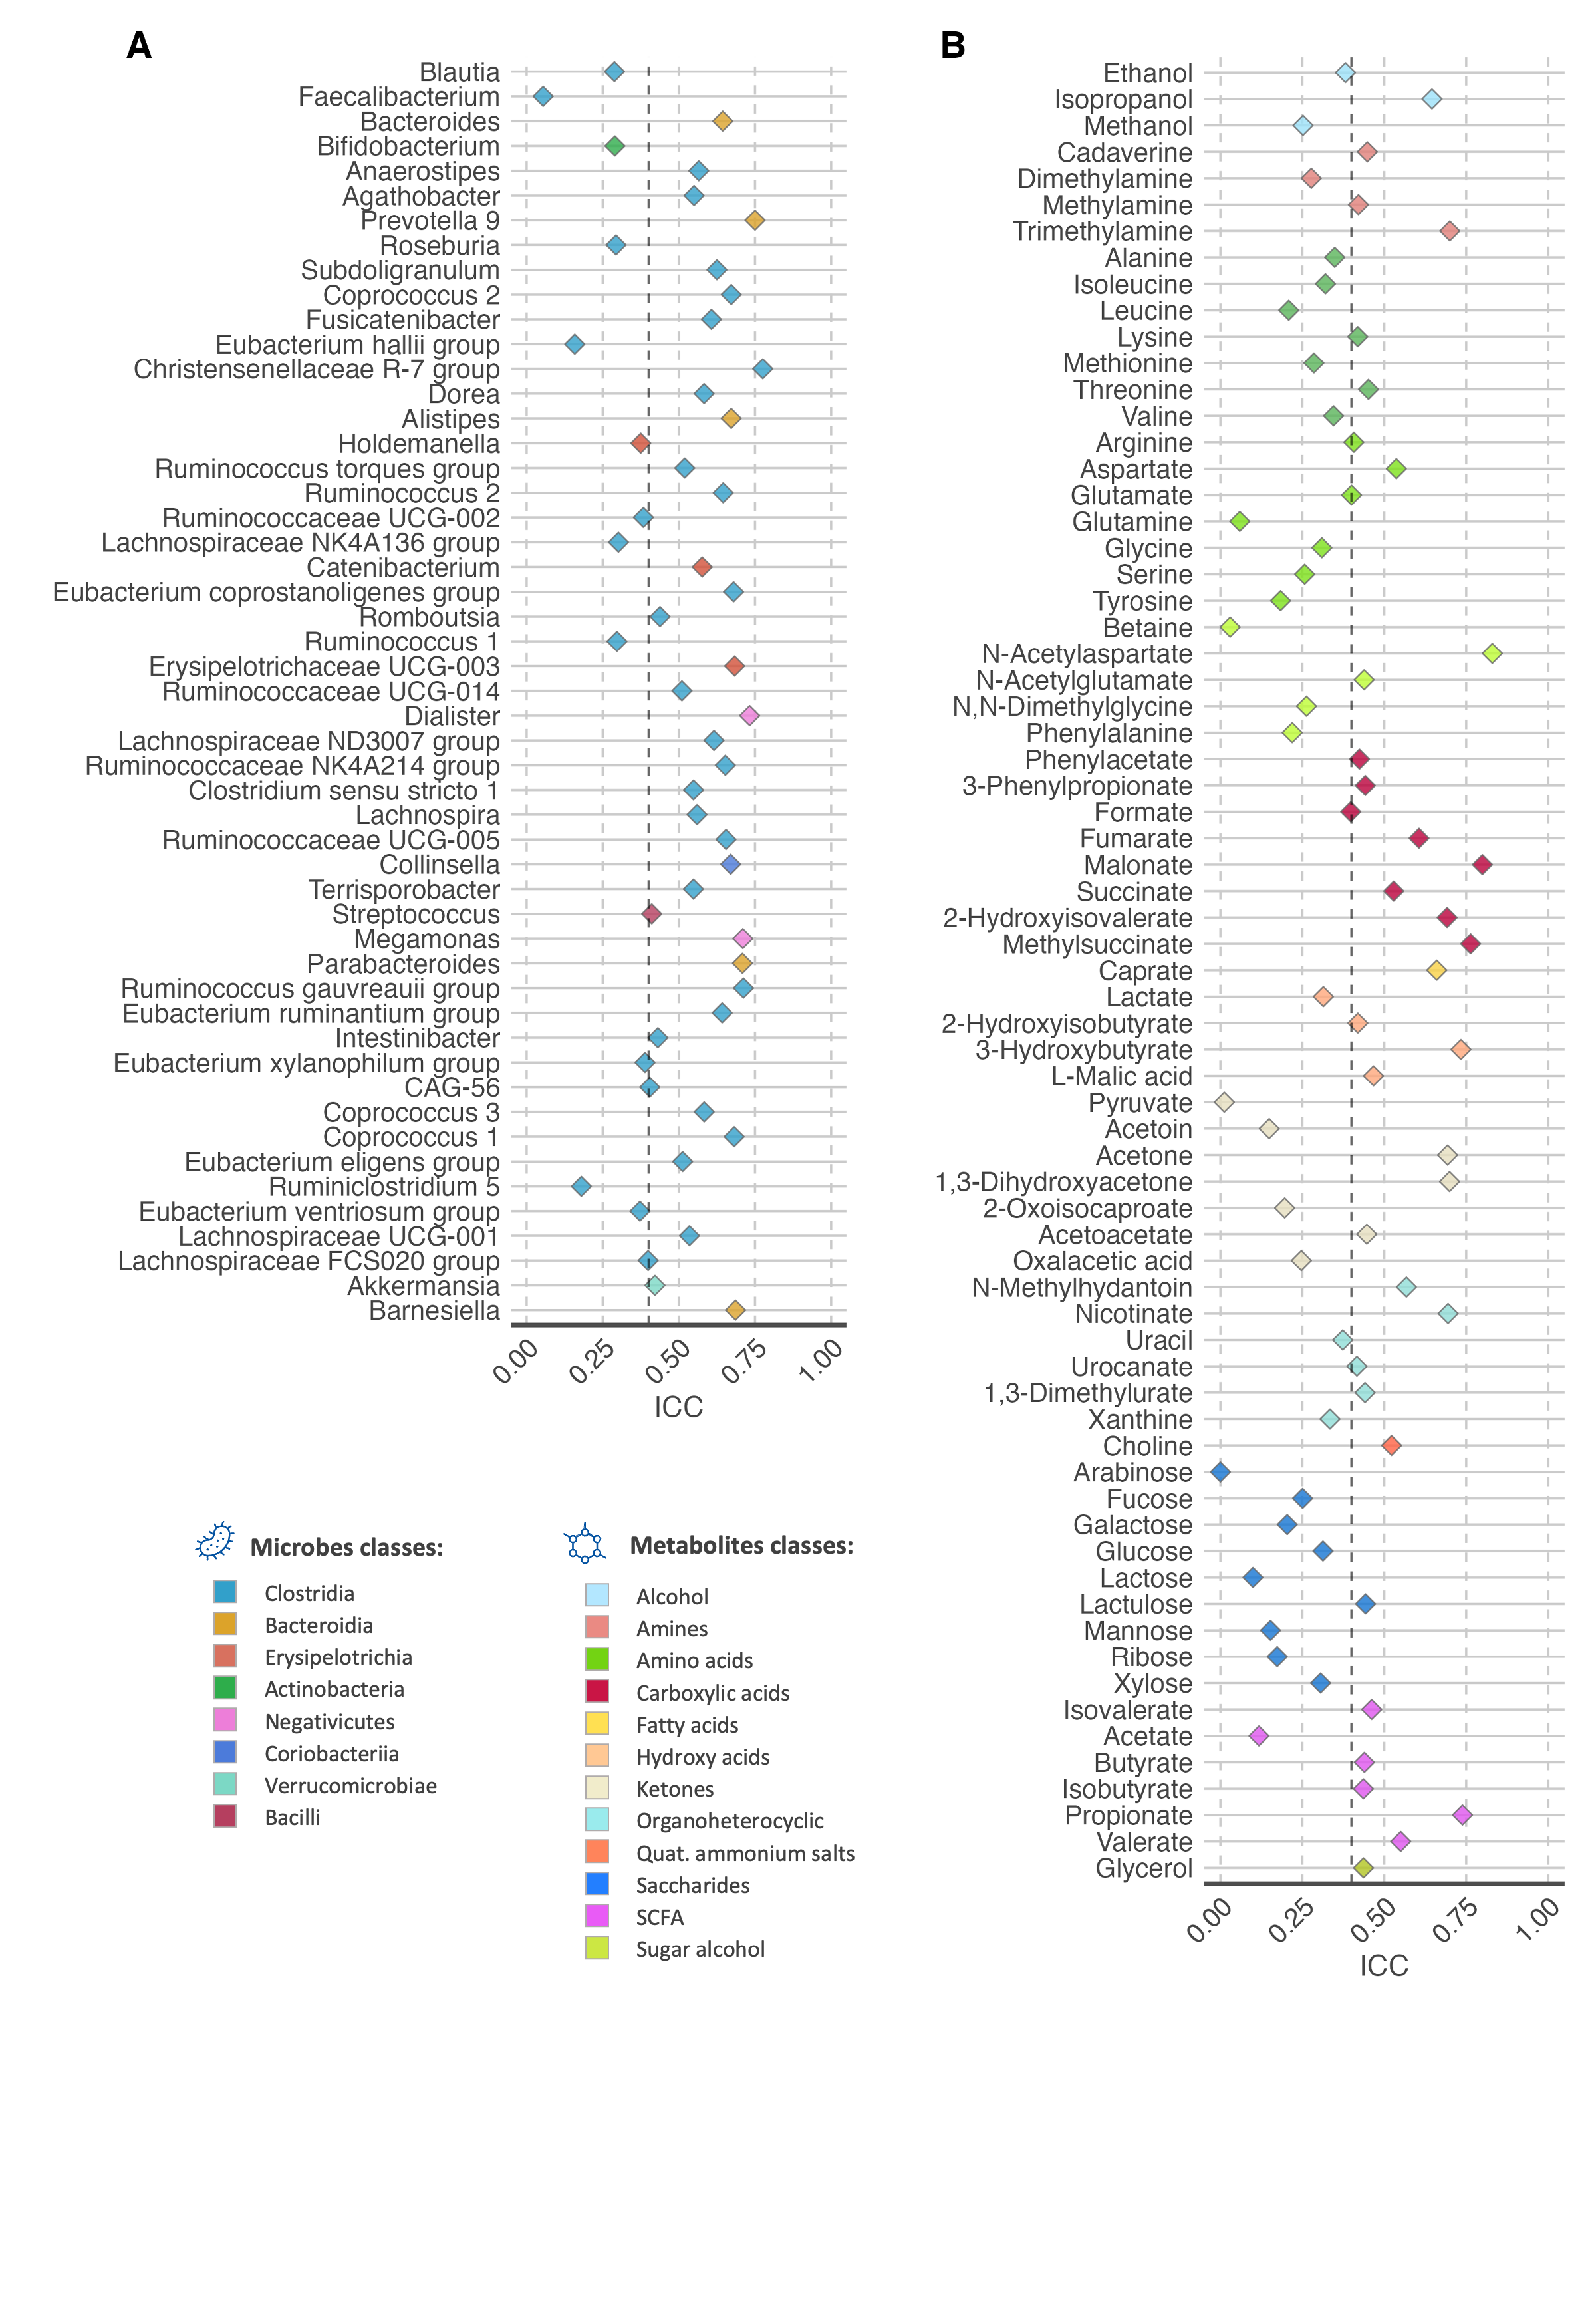 A
Blautia
Faecalibacterium
Bacteroides
Bifidobacterium
Anaerostipes
Agathobacter
Prevotella 9
Roseburia
Subdoligranulum
Coprococcus 2
Fusicatenibacter
Eubacterium hallii group
Christensenellaceae R-7 group
Dorea
Alistipes
Holdemanella
Ruminococcus torques group
Ruminococcus 2
Ruminococcaceae UCG-002
Lachnospiraceae NK4A136 group
Catenibacterium
Eubacterium coprostanoligenes group
Romboutsia
Ruminococcus 1
Erysipelotrichaceae UCG-003
Ruminococcaceae UCG-014
Dialister
Lachnospiraceae ND3007 group
Ruminococcaceae NK4A214 group
Clostridium sensu stricto 1
Lachnospira
Ruminococcaceae UCG-005
Collinsella
Terrisporobacter
Streptococcus
Megamonas
Parabacteroides
Ruminococcus gauvreauii group
Eubacterium ruminantium group
Intestinibacter
Eubacterium xylanophilum group
CAG-56
Coprococcus 3
Coprococcus 1
Eubacterium eligens group
Ruminiclostridium 5
Eubacterium ventriosum group
Lachnospiraceae UCG-001
Lachnospiraceae FCS020 group
Akkermansia
Barnesiella
0.00 0.25 0.50 0.75 1.00
ICC
Microbes classes:
Clostridia
Bacteroidia
Erysipelotrichia
Actinobacteria
Negativicutes
Coriobacteriia
Verrucomicrobiae
Bacilli
Metabolites classes:
Alcohol
Amines
Amino acids
Carboxylic acids
Fatty acids
Hydroxy acids
Ketones
Organoheterocyclic
Quat. ammonium salts
Saccharides
SCFA
Sugar alcohol
B
Ethanol
Isopropanol
Methanol
Cadaverine
Dimethylamine
Methylamine
Trimethylamine
Alanine
Isoleucine
Leucine
Lysine
Methionine
Threonine
Valine
Arginine
Aspartate
Glutamate
Glutamine
Glycine
Serine
Tyrosine
Betaine
N-Acetylaspartate
N-Acetylglutamate
N,N-Dimethylglycine
Phenylalanine
Phenylacetate
3-Phenylpropionate
Formate
Fumarate
Malonate
Succinate
2-Hydroxyisovalerate
Methylsuccinate
Caprate
Lactate
2-Hydroxyisobutyrate
3-Hydroxybutyrate
L-Malic acid
Pyruvate
Acetoin
Acetone
1,3-Dihydroxyacetone
2-Oxoisocaproate
Acetoacetate
Oxalacetic acid
N-Methylhydantoin
Nicotinate
Uracil
Urocanate
1,3-Dimethylurate
Xanthine
Choline
Arabinose
Fucose
Galactose
Glucose
Lactose
Lactulose
Mannose
Ribose
Xylose
Isovalerate
Acetate
Butyrate
Isobutyrate
Propionate
Valerate
Glycerol
0.00 0.25 0.50 0.75 1.00
ICC